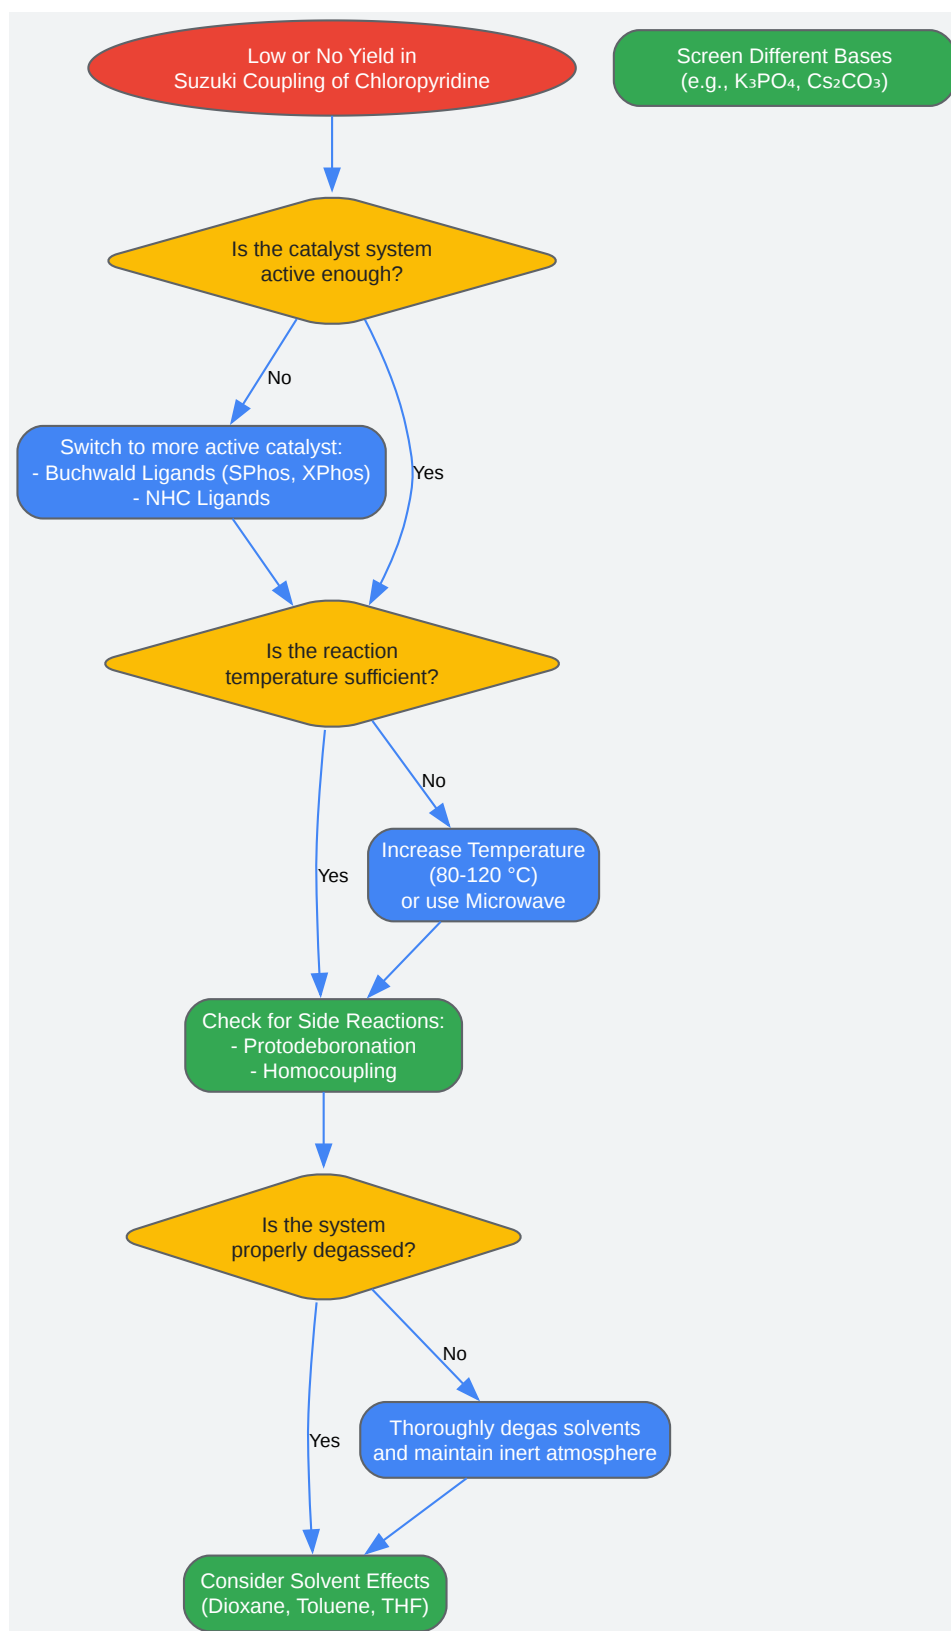 Low or No Yield in
Suzuki Coupling of Chloropyridine
Screen Different Bases
(e.g., K₃PO₄, Cs₂CO₃)
Is the catalyst system
active enough?
No
Switch to more active catalyst:
- Buchwald Ligands (SPhos, XPhos)
- NHC Ligands
Yes
Is the reaction
temperature sufficient?
No
Increase Temperature
(80-120 °C)
or use Microwave
Yes
Check for Side Reactions:
- Protodeboronation
- Homocoupling
Is the system
properly degassed?
No
Thoroughly degas solvents
and maintain inert atmosphere
Yes
Consider Solvent Effects
(Dioxane, Toluene, THF)